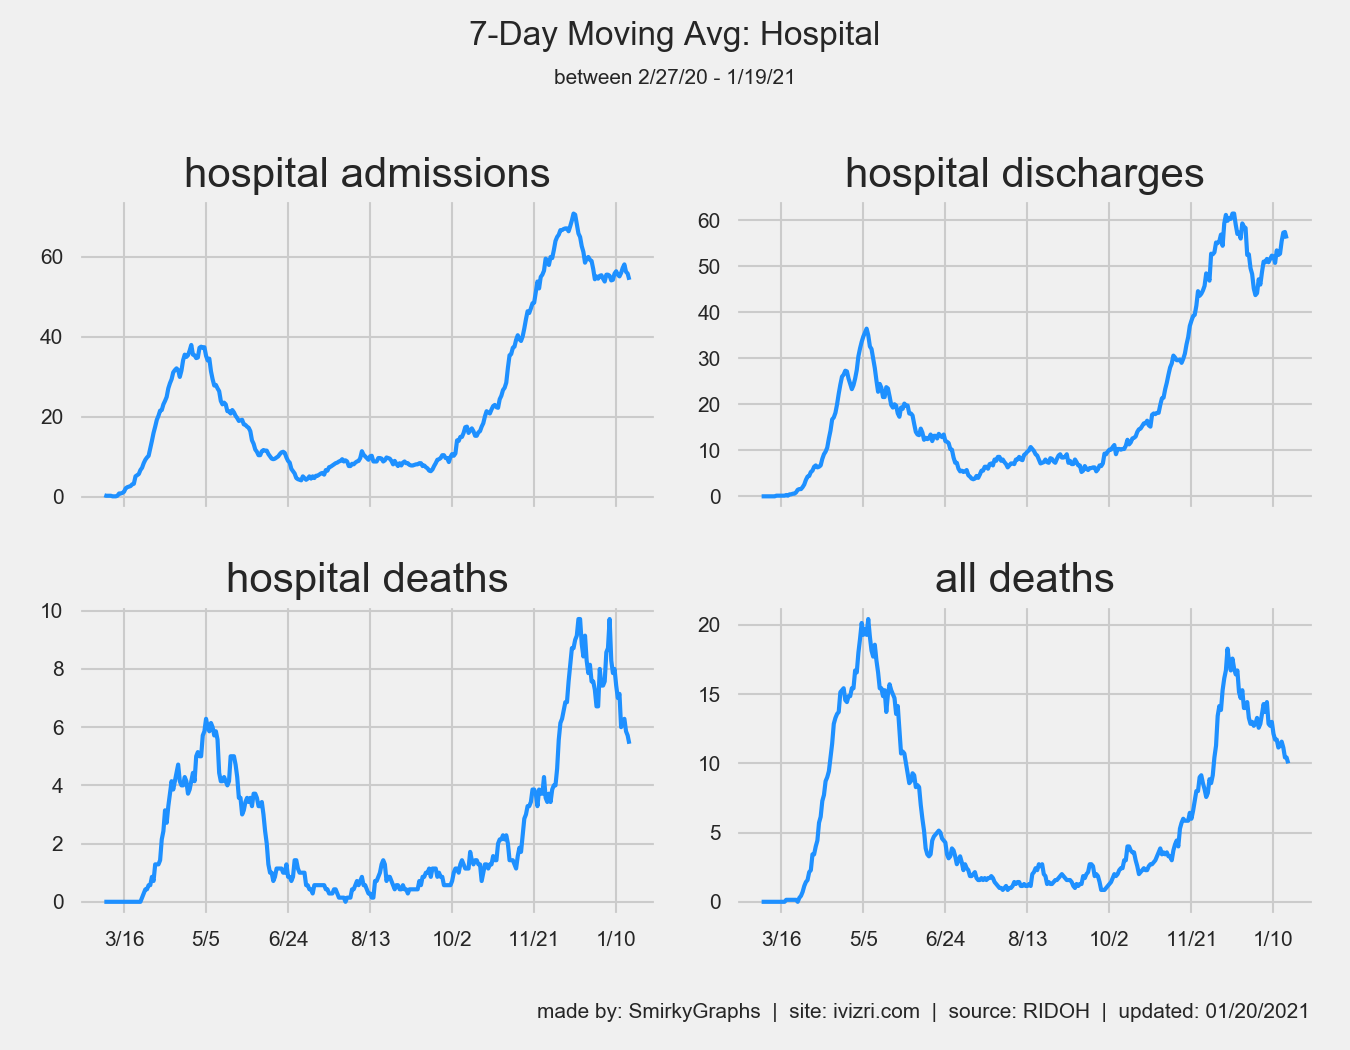 7-Day Moving Avg: Hospital
between 2/27/20 - 1/19/21
hospital admissions
60
40
20
0
hospital discharges
60
50
40
30
20
10
0
hospital deaths
10
8
6
4
2
0
3/16 5/5 6/24 8/13 10/2 11/21 1/10
all deaths
20
15
10
5
0
3/16 5/5 6/24 8/13 10/2 11/21 1/10
made by: SmirkyGraphs | site: ivizri.com | source: RIDOH | updated: 01/20/2021